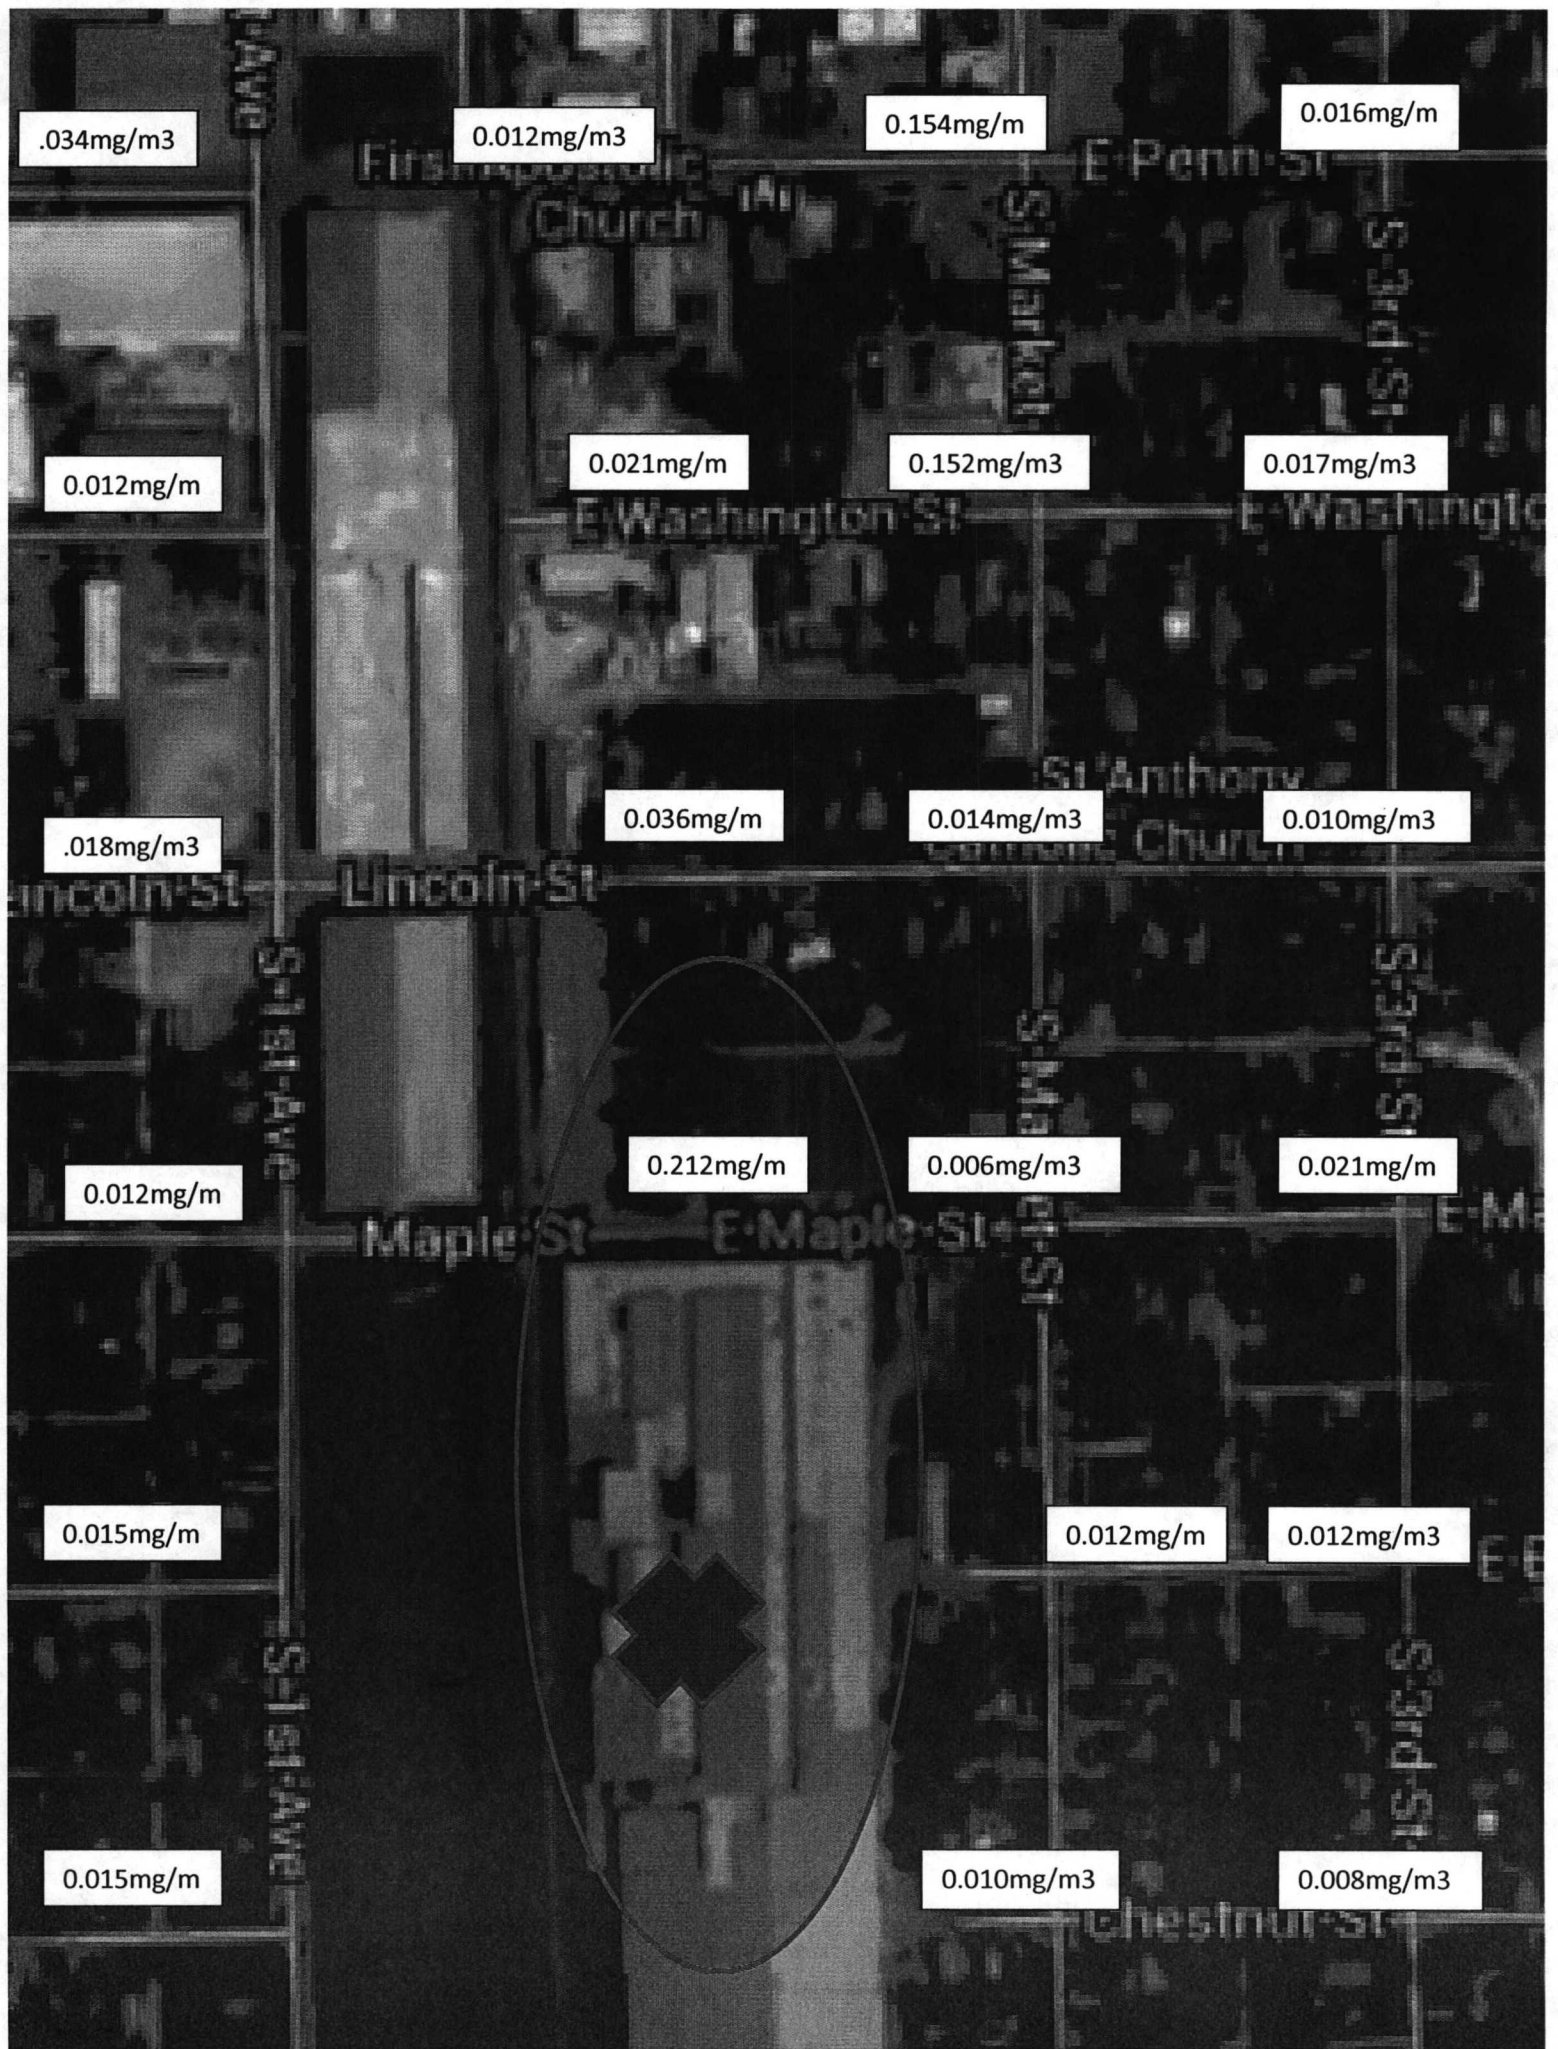 t Ave
.034mg/m3
0.012mg/m3
0.154mg/m
0.016mg/m
First Apostolic
Church
E Penn St
S Market
S 3rd St
0.012mg/m
0.021mg/m
0.152mg/m3
0.017mg/m3
E Washington St
E Washingto
.018mg/m3
0.036mg/m
0.014mg/m3
0.010mg/m3
St Anthony
Catholic Church
incoln St
Lincoln St
S 1st Ave
S Market St
S 3rd St
0.012mg/m
0.212mg/m
0.006mg/m3
0.021mg/m
Maple St
E Maple St
E Ma
0.015mg/m
0.012mg/m
0.012mg/m3
E E
S 1st Ave
S 3rd St
0.015mg/m
0.010mg/m3
0.008mg/m3
Chestnut St